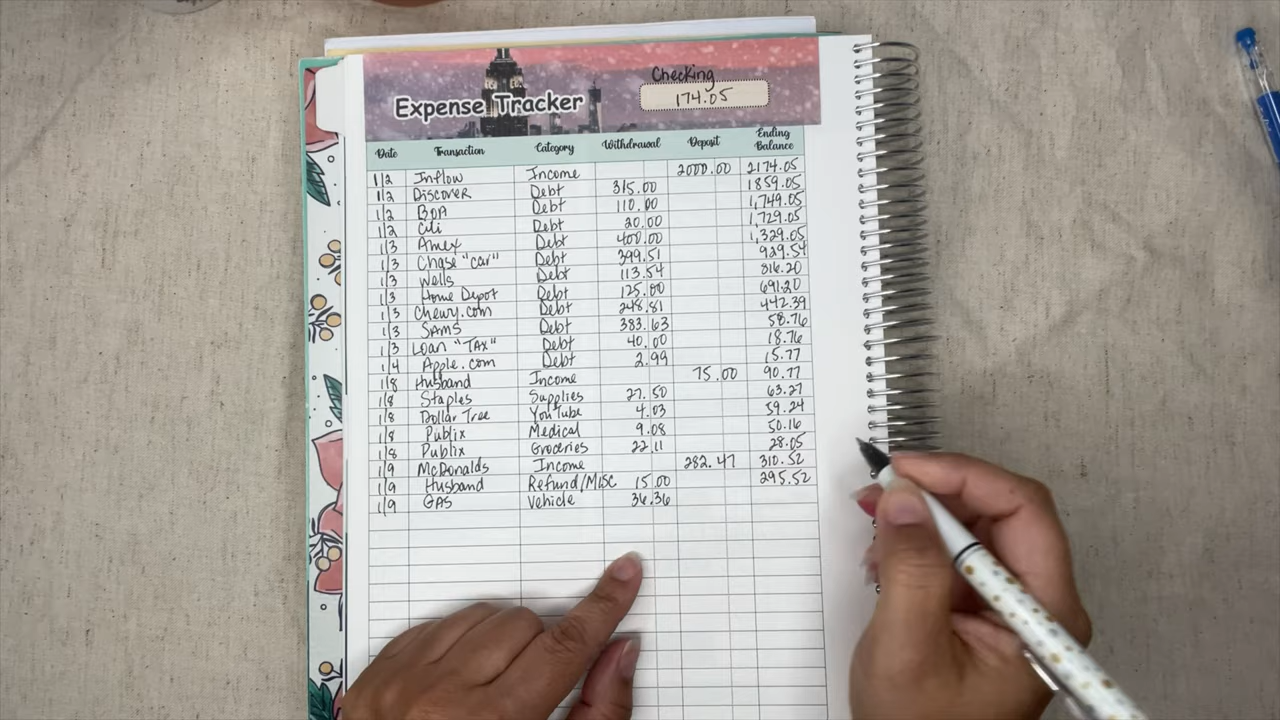 Checking
Expense Tracker 174.05
Date Transaction Category Withdrawal Deposit Ending Balance
1/2 Inflow Income 2000.00 2174.05
1/2 Discover Debt 315.00 1859.05
1/2 BOA Debt 110.00 1,749.05
1/2 Citi Debt 20.00 1,729.05
1/3 Amex Debt 400.00 1,329.05
1/3 Chase "car" Debt 399.51 929.54
1/3 Wells Debt 113.54 816.20
1/3 Home Depot Debt 125.00 691.20
1/3 Chewy.com Debt 248.81 442.39
1/3 SAMS Debt 383.63 58.76
1/3 Loan "TAX" Debt 40.00 18.76
1/4 Apple.com Debt 2.99 15.77
1/8 Husband Income 75.00 90.77
1/8 Staples Supplies 27.50 63.27
1/8 Dollar Tree YouTube 4.03 59.24
1/8 Publix Medical 9.08 50.16
1/8 Publix Groceries 22.11 28.05
1/9 McDonalds Income 282.47 310.52
1/9 Husband Refund/Misc 15.00 295.52
1/9 GAS Vehicle 36.36